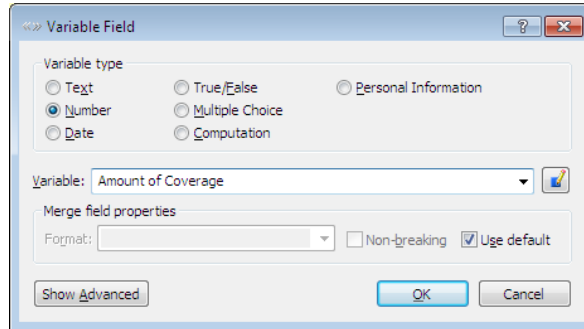 «» Variable Field
Variable type
Text True/False Personal Information
Number Multiple Choice
Date Computation
Variable: Amount of Coverage
Merge field properties
Format: Non-breaking Use default
Show Advanced OK Cancel